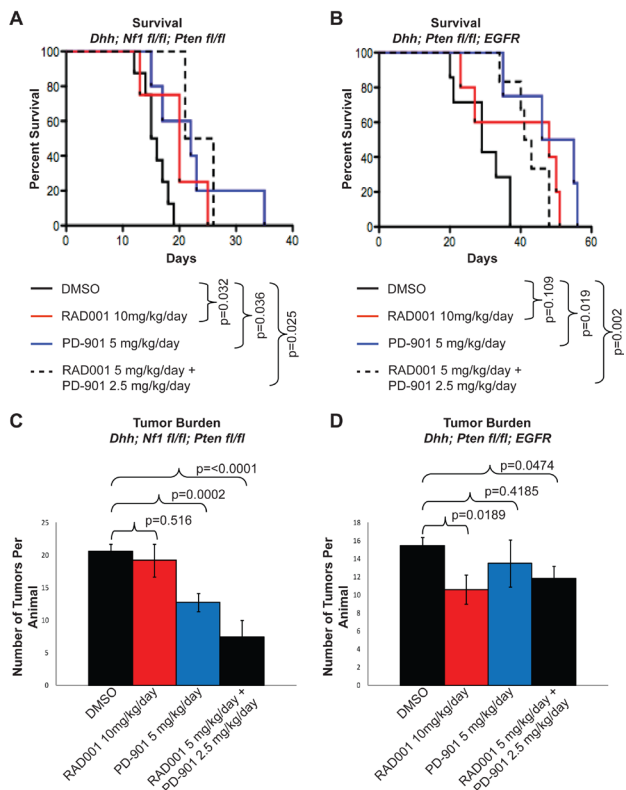 A
Survival
Dhh; Nf1 fl/fl; Pten fl/fl
Percent Survival
100
80
60
40
20
0
0
10
20
30
40
Days
DMSO
RAD001 10mg/kg/day
PD-901 5 mg/kg/day
RAD001 5 mg/kg/day +
PD-901 2.5 mg/kg/day
p=0.032
p=0.036
p=0.025
B
Survival
Dhh; Pten fl/fl; EGFR
Percent Survival
100
80
60
40
20
0
0
20
40
60
Days
DMSO
RAD001 10mg/kg/day
PD-901 5 mg/kg/day
RAD001 5 mg/kg/day +
PD-901 2.5 mg/kg/day
p=0.109
p=0.019
p=0.002
C
Tumor Burden
Dhh; Nf1 fl/fl; Pten fl/fl
p=<0.0001
p=0.0002
p=0.516
Number of Tumors Per
Animal
25
20
15
10
5
0
DMSO
RAD001 10mg/kg/day
PD-901 5 mg/kg/day
RAD001 5 mg/kg/day +
PD-901 2.5 mg/kg/day
D
Tumor Burden
Dhh; Pten fl/fl; EGFR
p=0.0474
p=0.4185
p=0.0189
Number of Tumors Per
Animal
18
16
14
12
10
8
6
4
2
0
DMSO
RAD001 10mg/kg/day
PD-901 5 mg/kg/day
RAD001 5 mg/kg/day +
PD-901 2.5 mg/kg/day